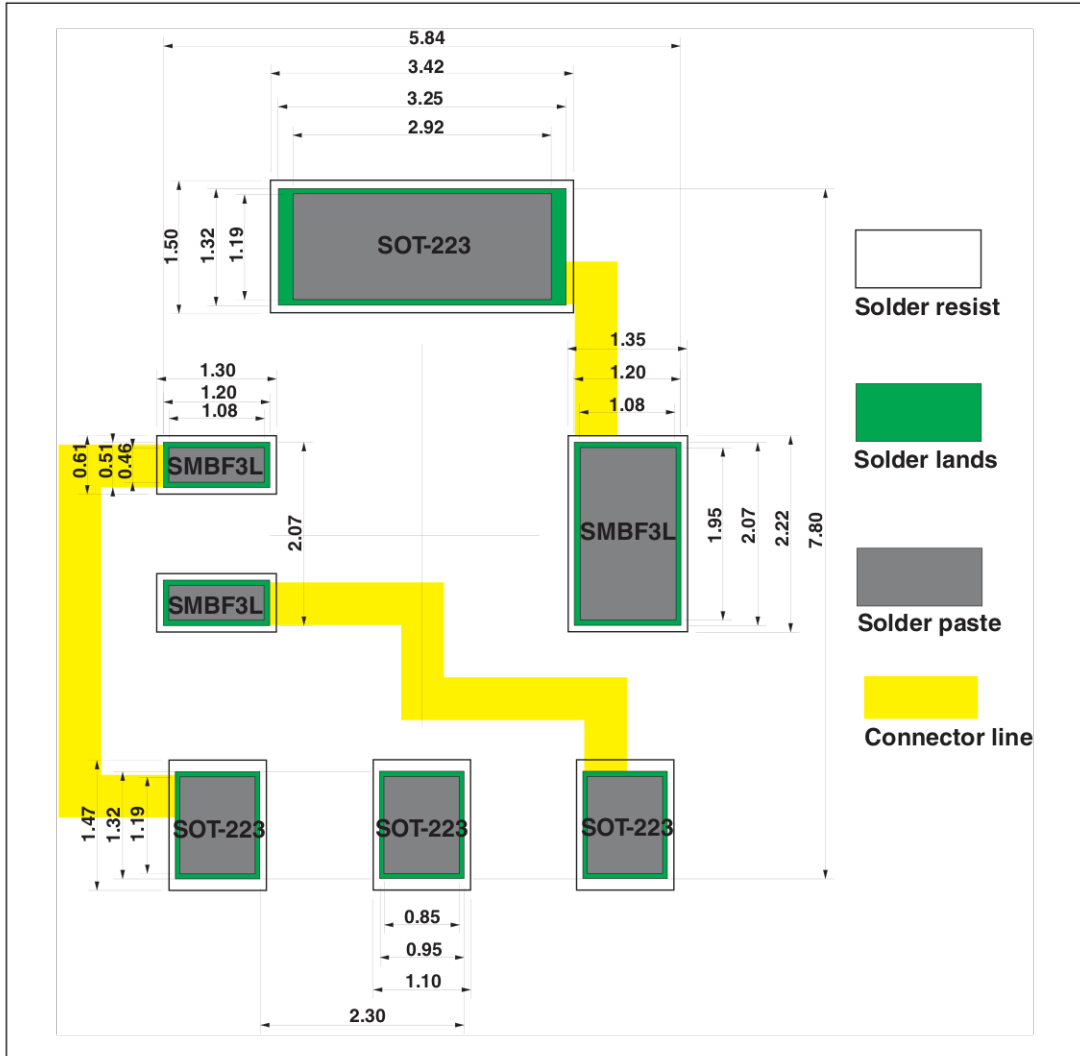 5.84
3.42
3.25
2.92
1.50
1.32
1.19
SOT-223
Solder resist
1.35
1.30
1.20
1.20
1.08
1.08
Solder lands
0.61
0.51
0.46
SMBF3L
2.07
SMBF3L
1.95
2.07
2.22
7.80
SMBF3L
Solder paste
Connector line
1.47
1.32
1.19
SOT-223
SOT-223
SOT-223
0.85
0.95
1.10
2.30